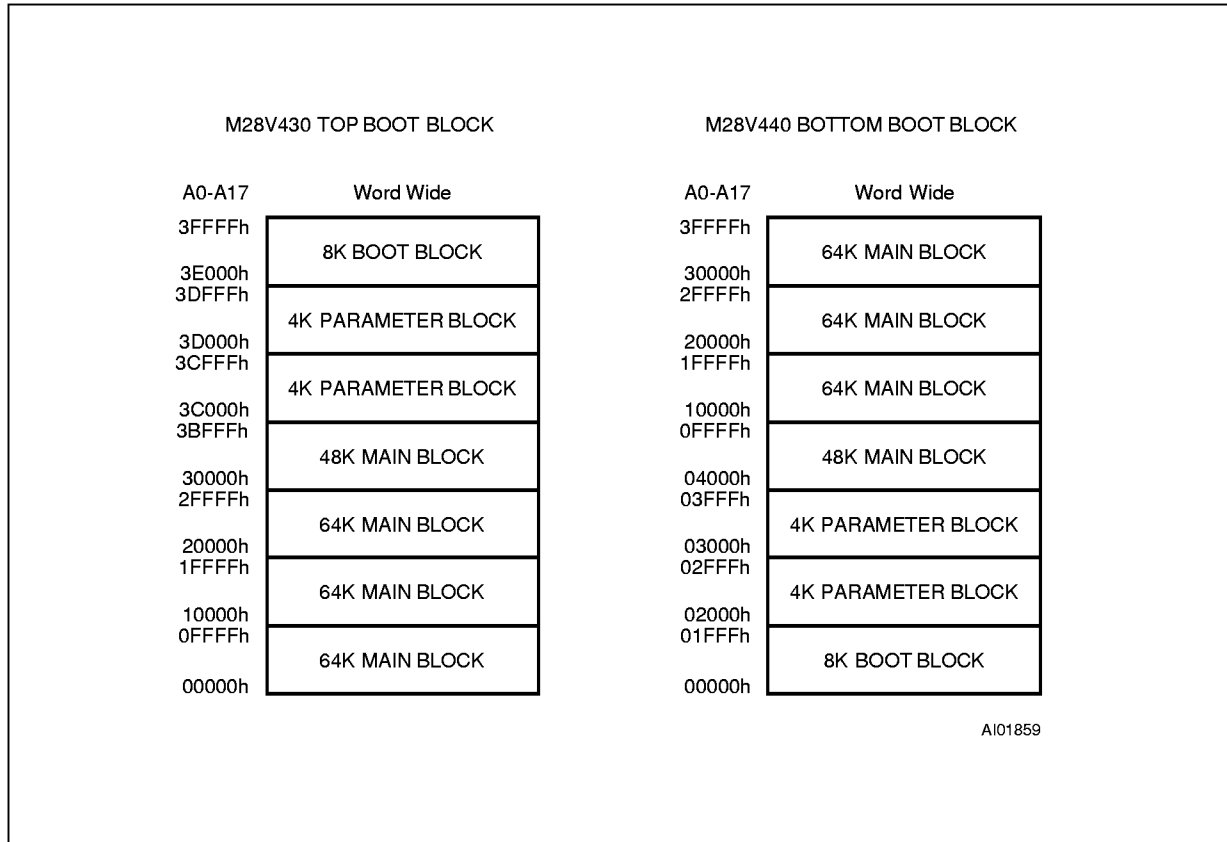 M28V430 TOP BOOT BLOCK
A0-A17 Word Wide
3FFFFh
8K BOOT BLOCK
3E000h
3DFFFh
4K PARAMETER BLOCK
3D000h
3CFFFh
4K PARAMETER BLOCK
3C000h
3BFFFh
48K MAIN BLOCK
30000h
2FFFFh
64K MAIN BLOCK
20000h
1FFFFh
64K MAIN BLOCK
10000h
0FFFFh
64K MAIN BLOCK
00000h
M28V440 BOTTOM BOOT BLOCK
A0-A17 Word Wide
3FFFFh
64K MAIN BLOCK
30000h
2FFFFh
64K MAIN BLOCK
20000h
1FFFFh
64K MAIN BLOCK
10000h
0FFFFh
48K MAIN BLOCK
04000h
03FFFh
4K PARAMETER BLOCK
03000h
02FFFh
4K PARAMETER BLOCK
02000h
01FFFh
8K BOOT BLOCK
00000h
AI01859